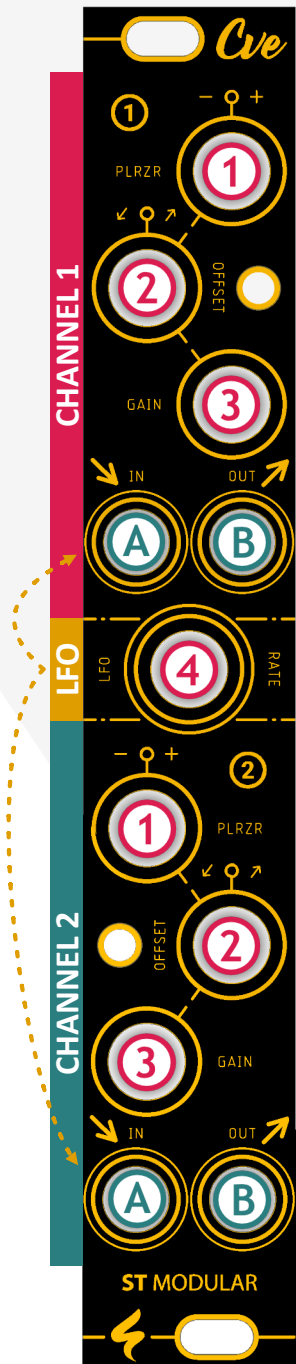 Cve
- +
1
PLRZR
1
↙ ↗
2
OFFSET
3
GAIN
IN
OUT
A
B
CHANNEL 1
LFO
LFO
4
RATE
- +
2
1
PLRZR
↙ ↗
2
OFFSET
3
GAIN
IN
OUT
A
B
CHANNEL 2
ST MODULAR